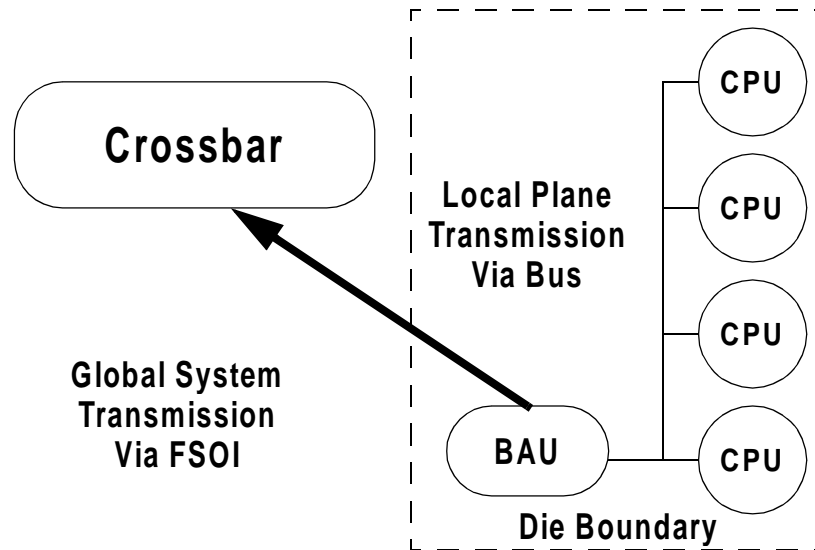 CPU
Crossbar
Local Plane
Transmission
Via Bus
CPU
CPU
Global System
Transmission
Via FSOI
BAU
CPU
Die Boundary